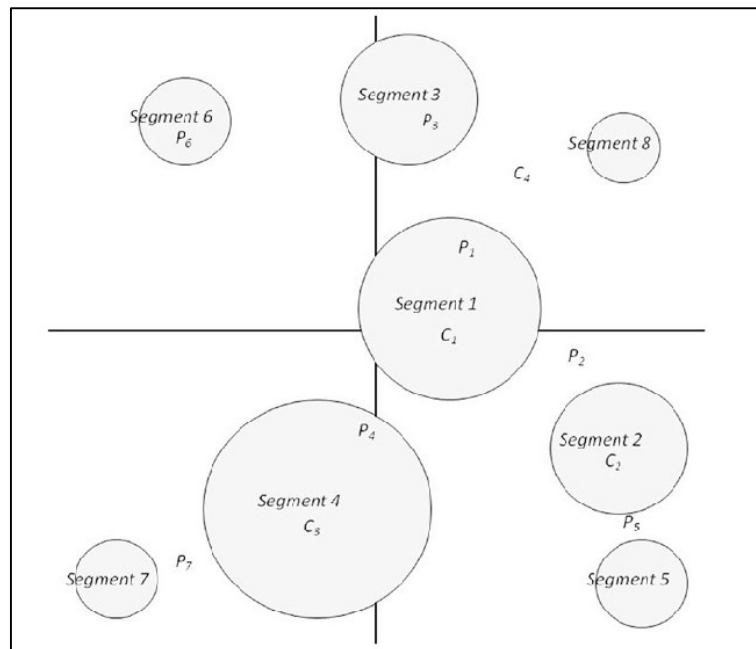 Segment 3
P3
Segment 6
P6
Segment 8
C4
P1
Segment 1
C1
P2
Segment 2
C2
P4
Segment 4
C3
P5
P7
Segment 7
Segment 5